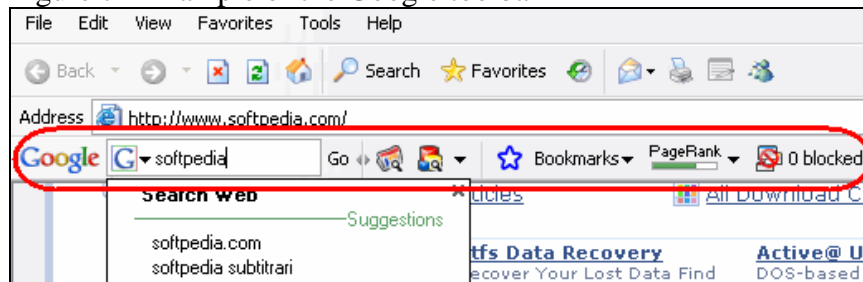 File Edit View Favorites Tools Help
Back Search Favorites
Address http://www.softpedia.com/
Google G softpedia Go Bookmarks PageRank 0 blocked
Search Web
Suggestions
All Download C
softpedia.com
softpedia subtitrari
tfs Data Recovery Active@ U
ecover Your Lost Data Find DOS-based